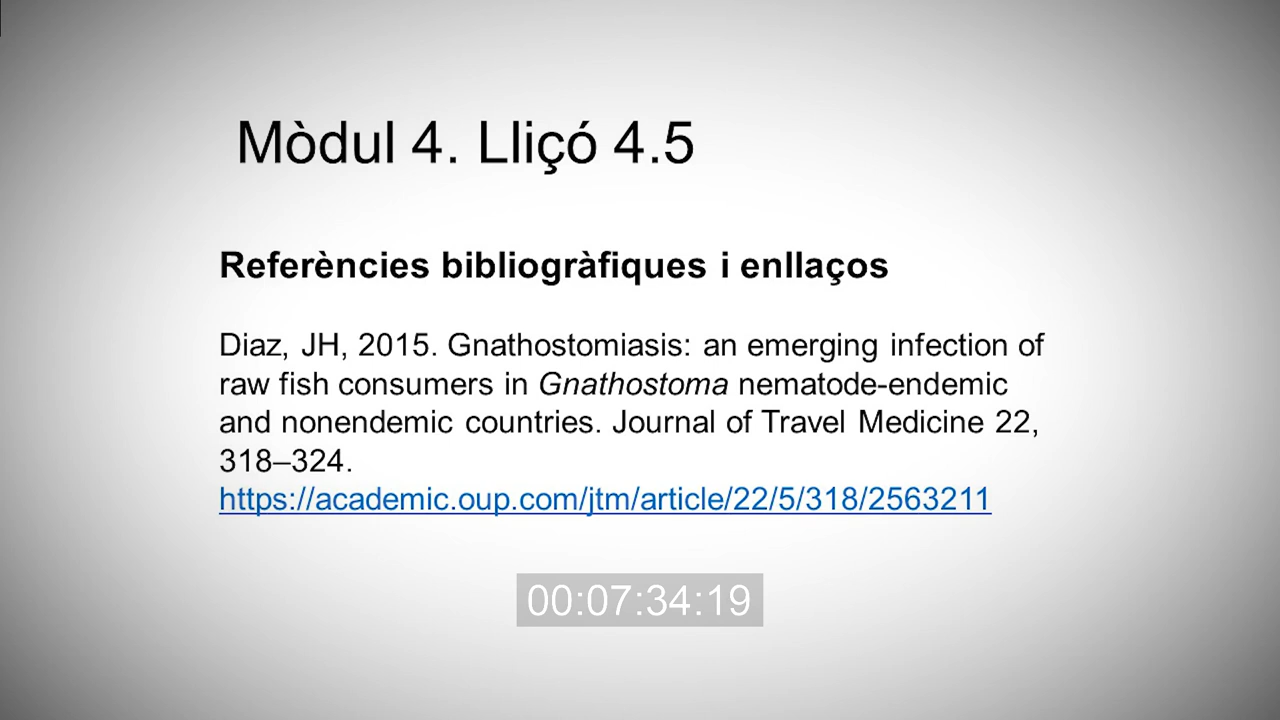 Mòdul 4. Lliçó 4.5
Referències bibliogràfiques i enllaços
Diaz, JH, 2015. Gnathostomiasis: an emerging infection of
raw fish consumers in Gnathostoma nematode-endemic
and nonendemic countries. Journal of Travel Medicine 22,
318–324.
https://academic.oup.com/jtm/article/22/5/318/2563211
00:07:34:19